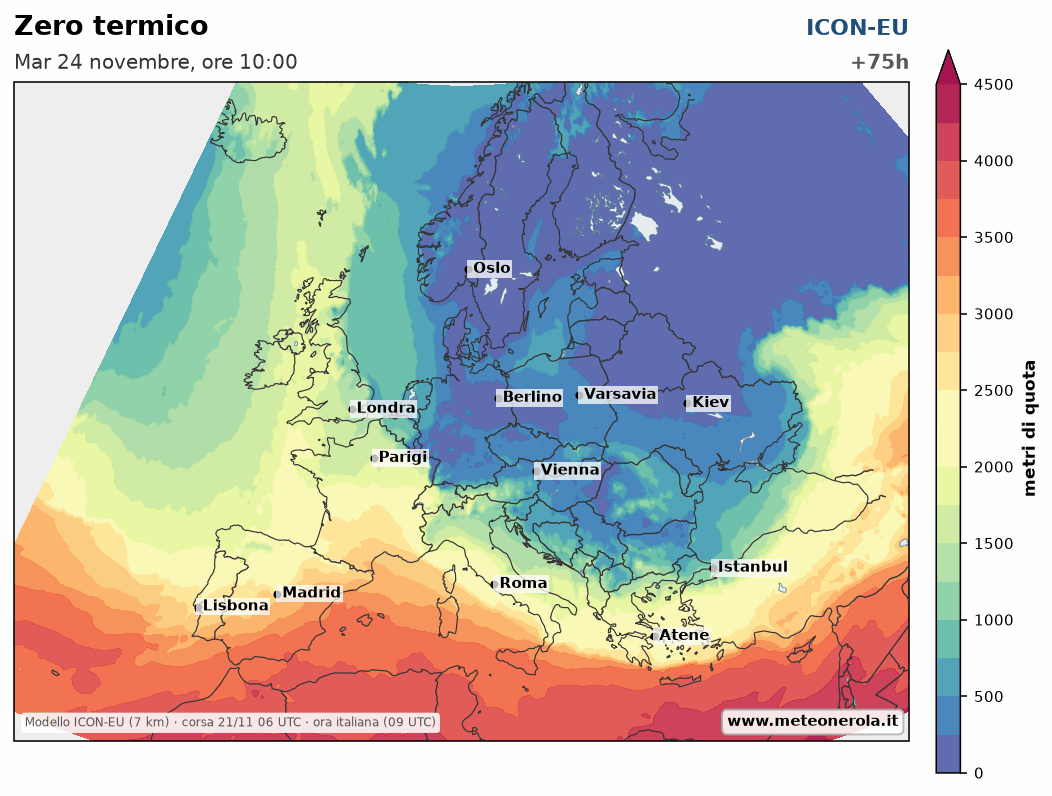 Zero termico
ICON-EU
Mar 24 novembre, ore 10:00
+75h
4500
4000
3500
3000
2500
2000
1500
1000
500
0
metri di quota
Oslo
Berlino
Varsavia
Kiev
Londra
Parigi
Vienna
Istanbul
Roma
Madrid
Lisbona
Atene
Modello ICON-EU (7 km) · corsa 21/11 06 UTC · ora italiana (09 UTC)
www.meteonerola.it